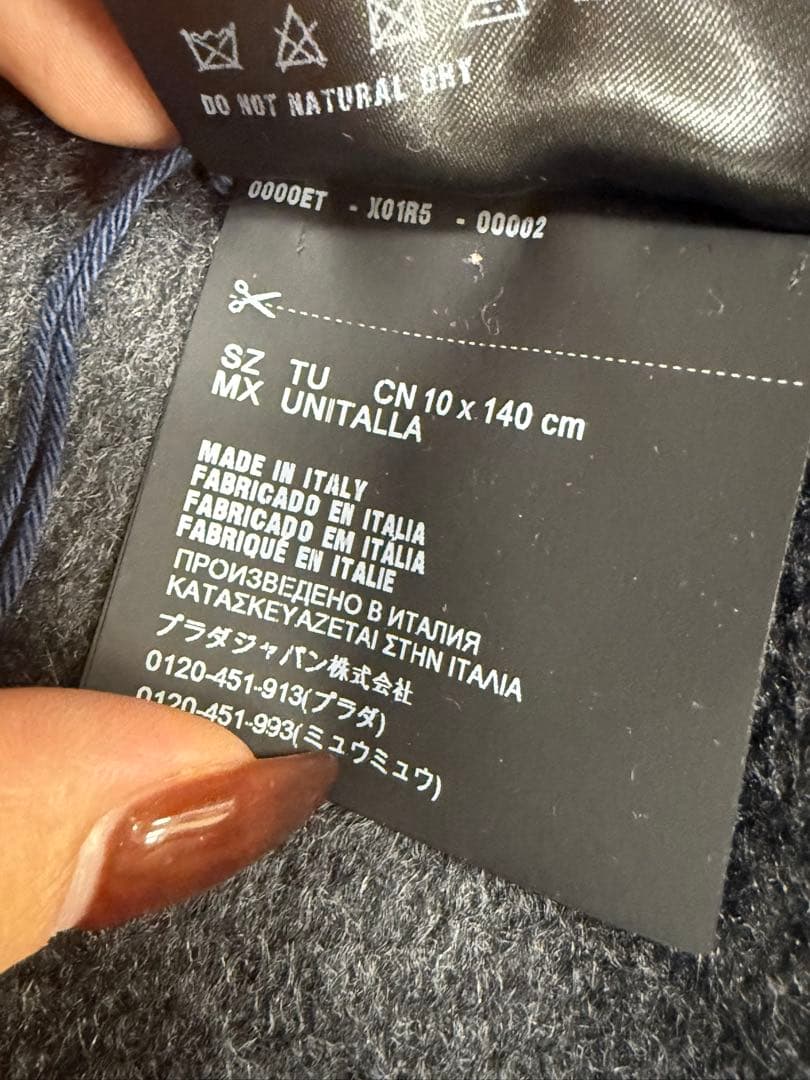 DO NOT NATURAL DRY
0000ET - X01R5 - 00002
SZ TU CN 10 x 140 cm
MX UNITALLA
MADE IN ITALY
FABRICADO EN ITALIA
FABRICADO EM ITÁLIA
FABRIQUÉ EN ITALIE
ПРОИЗВЕДЕНО В ИТАЛИЯ
ΚΑΤΑΣΚΕΥΑΖΕΤΑΙ ΣΤΗΝ ΙΤΑΛΙΑ
プラダジャパン株式会社
0120-451-913(プラダ)
0120-451-993(ミュウミュウ)